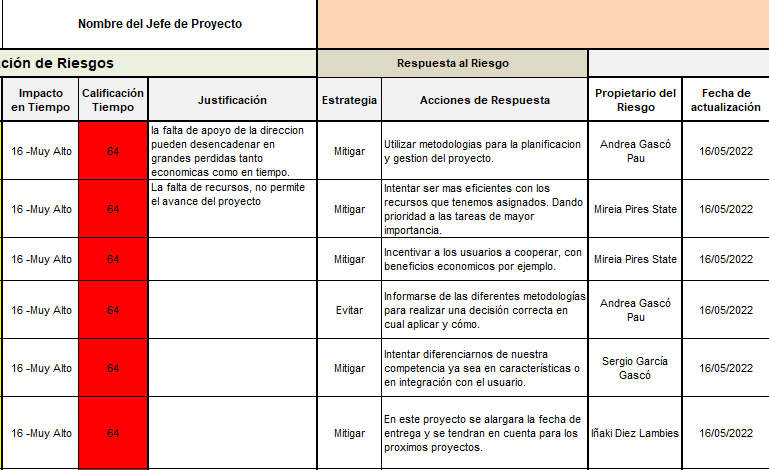 Nombre del Jefe de Proyecto
ción de Riesgos
Respuesta al Riesgo
Impacto
en Tiempo
Calificación
Tiempo
Justificación
Estrategia
Acciones de Respuesta
Propietario del
Riesgo
Fecha de
actualización
16 -Muy Alto
64
la falta de apoyo de la direccion
pueden desencadenar en
grandes perdidas tanto
economicas como en tiempo.
Mitigar
Utilizar metodologias para la planificacion
y gestion del proyecto.
Andrea Gascó
Pau
16/05/2022
16 -Muy Alto
64
La falta de recursos, no permite
el avance del proyecto
Mitigar
Intentar ser mas eficientes con los
recursos que tenemos asignados. Dando
prioridad a las tareas de mayor
importancia.
Mireia Pires State
16/05/2022
16 -Muy Alto
64
Mitigar
Incentivar a los usuarios a cooperar, con
beneficios economicos por ejemplo.
Mireia Pires State
16/05/2022
16 -Muy Alto
64
Evitar
Informarse de las diferentes metodologías
para realizar una decisión correcta en
cual aplicar y cómo.
Andrea Gascó
Pau
16/05/2022
16 -Muy Alto
64
Mitigar
Intentar diferenciarnos de nuestra
competencia ya sea en características o
en integración con el usuario.
Sergio García
Gascó
16/05/2022
16 -Muy Alto
64
Mitigar
En este proyecto se alargara la fecha de
entrega y se tendran en cuenta para los
proximos proyectos.
Iñaki Diez Lambies
16/05/2022